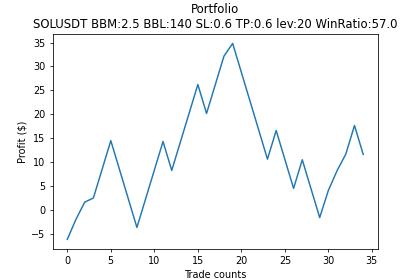 Portfolio
SOLUSDT BBM:2.5 BBL:140 SL:0.6 TP:0.6 lev:20 WinRatio:57.0
Profit ($)
35
30
25
20
15
10
5
0
−5
0 5 10 15 20 25 30 35
Trade counts